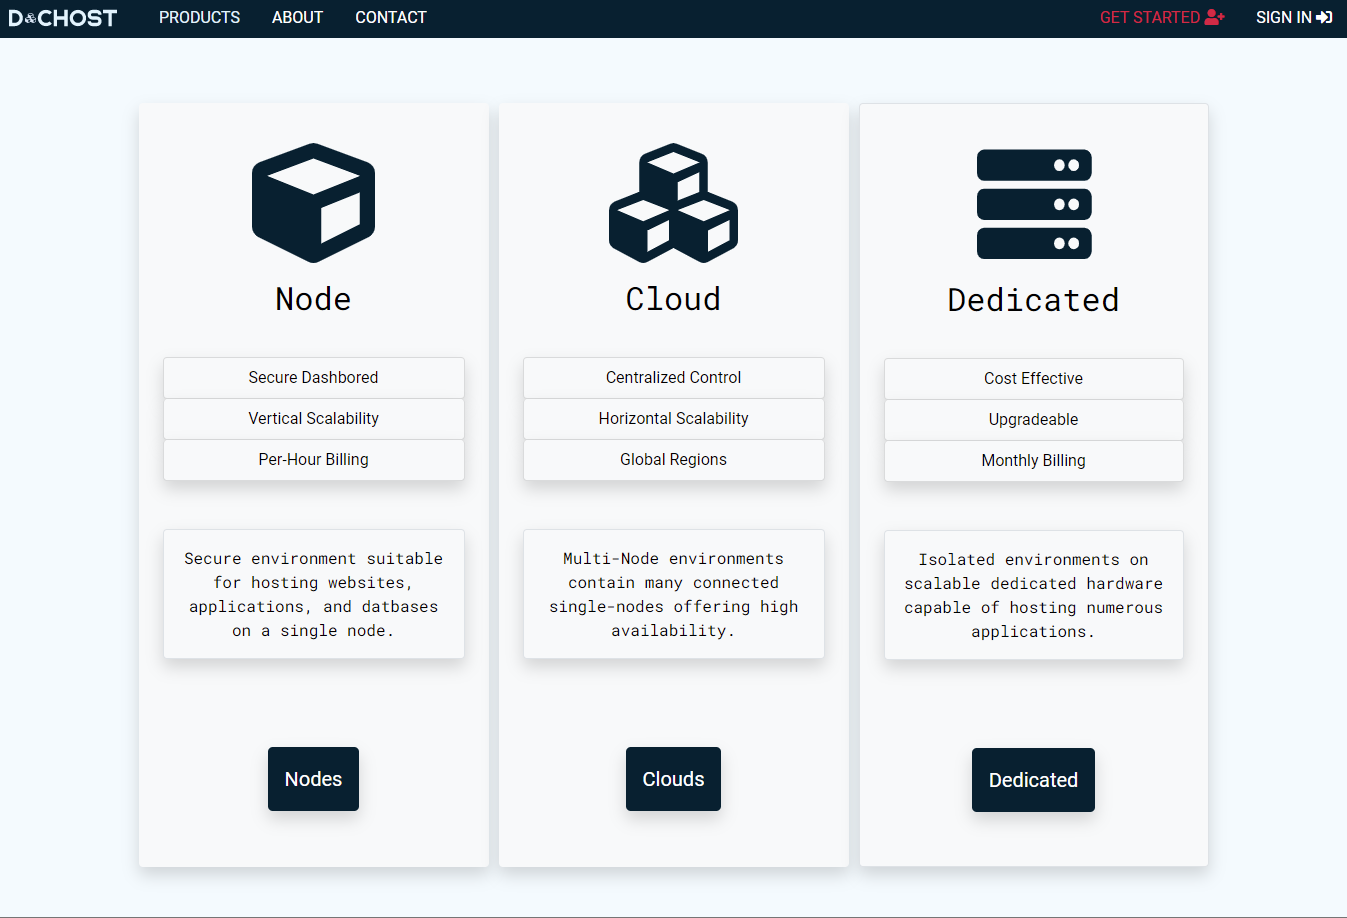 DOCHOST PRODUCTS ABOUT CONTACT GET STARTED SIGN IN
Node
Secure Dashbored
Vertical Scalability
Per-Hour Billing
Secure environment suitable
for hosting websites,
applications, and datbases
on a single node.
Nodes
Cloud
Centralized Control
Horizontal Scalability
Global Regions
Multi-Node environments
contain many connected
single-nodes offering high
availability.
Clouds
Dedicated
Cost Effective
Upgradeable
Monthly Billing
Isolated environments on
scalable dedicated hardware
capable of hosting numerous
applications.
Dedicated